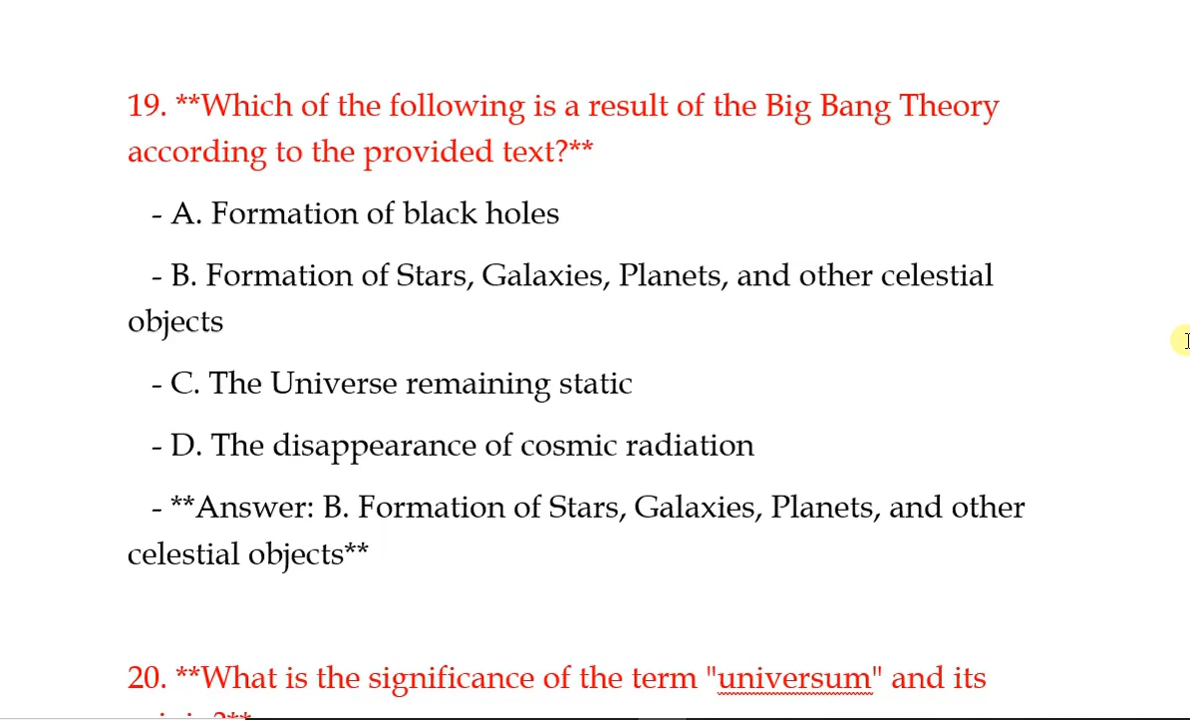 19. **Which of the following is a result of the Big Bang Theory
according to the provided text?**
- A. Formation of black holes
- B. Formation of Stars, Galaxies, Planets, and other celestial
objects
- C. The Universe remaining static
- D. The disappearance of cosmic radiation
- **Answer: B. Formation of Stars, Galaxies, Planets, and other
celestial objects**
20. **What is the significance of the term "universum" and its